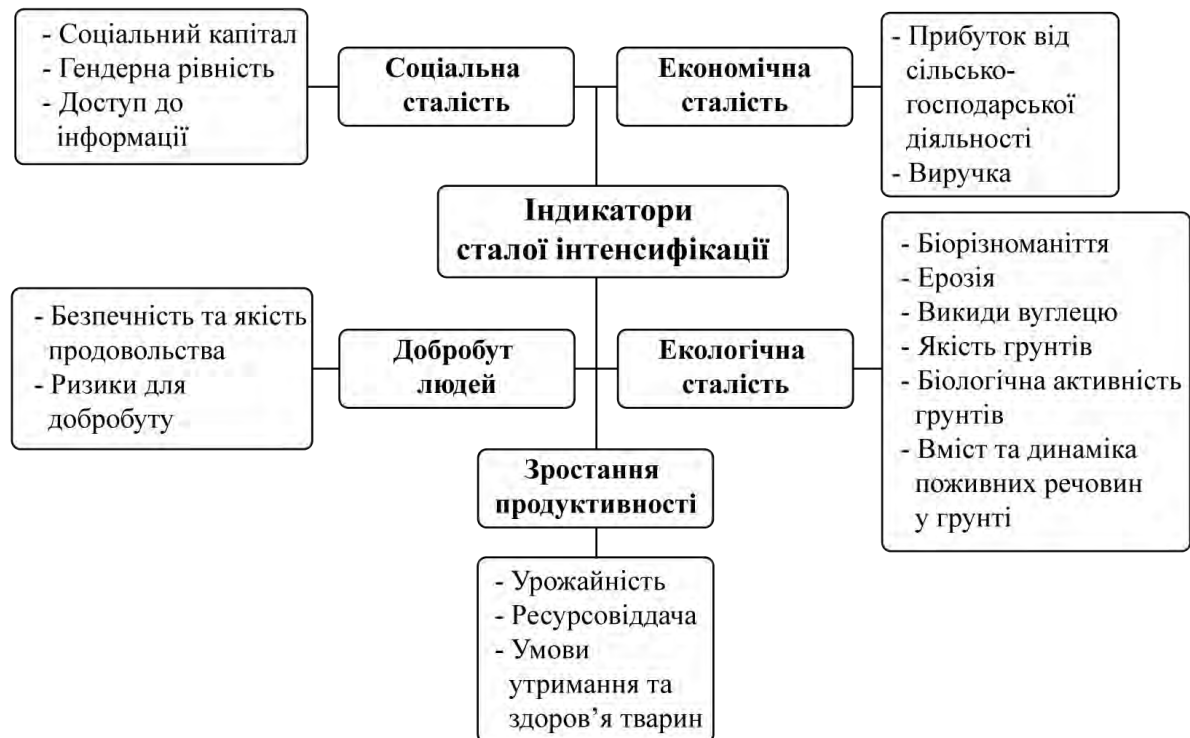 - Соціальний капітал
- Гендерна рівність
- Доступ до
інформації
Соціальна
сталість
Економічна
сталість
- Прибуток від
сільсько-
господарської
діяльності
- Виручка
Індикатори
сталої інтенсифікації
- Безпечність та якість
продовольства
- Ризики для
добробуту
Добробут
людей
Екологічна
сталість
- Біорізноманіття
- Ерозія
- Викиди вуглецю
- Якість грунтів
- Біологічна активність
грунтів
- Вміст та динаміка
поживних речовин
у грунті
Зростання
продуктивності
- Урожайність
- Ресурсовіддача
- Умови
утримання та
здоров’я тварин